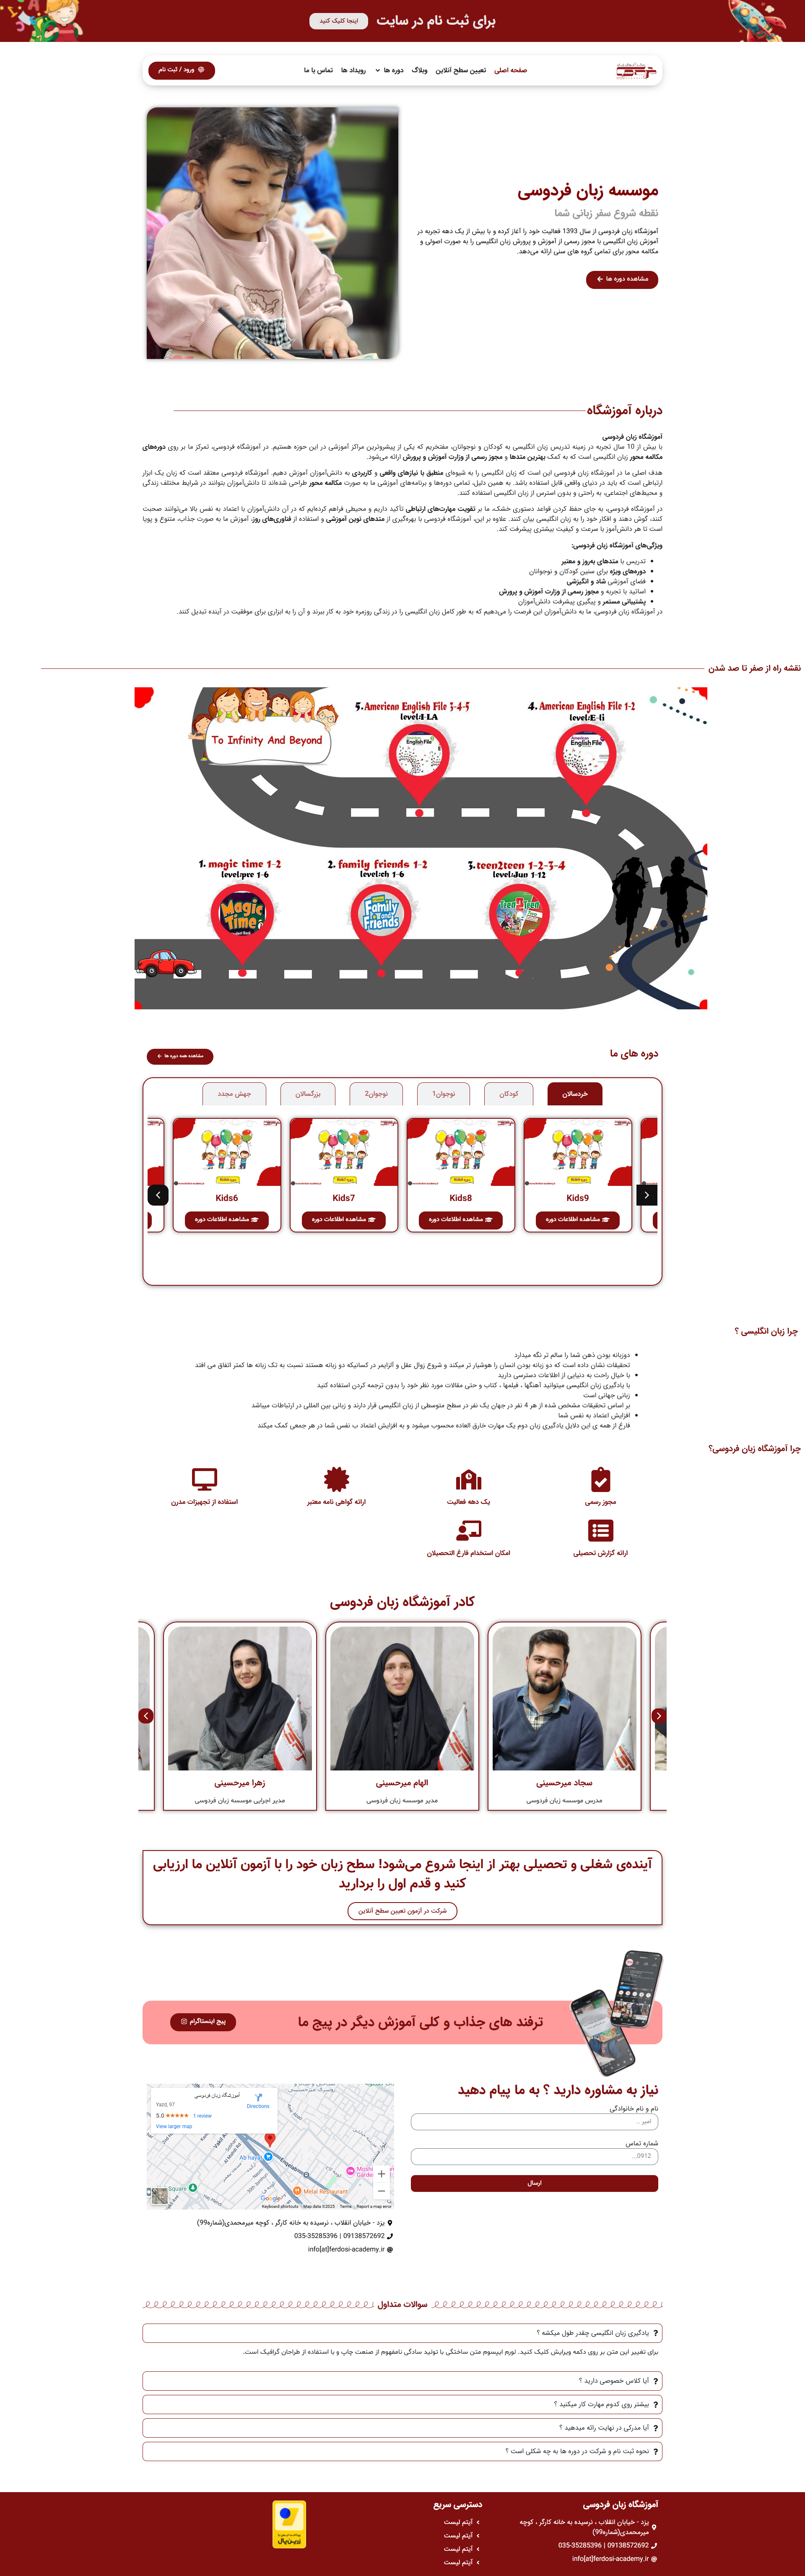 برای ثبت نام در سایت
اینجا کلیک کنید
صفحه اصلی
تعیین سطح آنلاین
وبلاگ
دوره ها
رویداد ها
تماس با ما
ورود / ثبت نام
موسسه زبان فردوسی
نقطه شروع سفر زبانی شما
آموزشگاه زبان فردوسی از سال 1393 فعالیت خود را آغاز کرده و با بیش از یک دهه تجربه در
آموزش زبان انگلیسی با مجوز رسمی از آموزش و پرورش زبان انگلیسی را به صورت اصولی و
مکالمه محور برای تمامی گروه های سنی ارائه می‌دهد.
مشاهده دوره ها
درباره آموزشگاه
آموزشگاه زبان فردوسی
با بیش از 10 سال تجربه در زمینه تدریس زبان انگلیسی به کودکان و نوجوانان، مفتخریم که یکی از پیشروترین مراکز آموزشی در این حوزه هستیم. در آموزشگاه فردوسی، تمرکز ما بر روی دوره‌های
مکالمه محور زبان انگلیسی است که به کمک بهترین متدها و مجوز رسمی از وزارت آموزش و پرورش ارائه می‌شود.
هدف اصلی ما در آموزشگاه زبان فردوسی این است که زبان انگلیسی را به شیوه‌ای منطبق با نیازهای واقعی و کاربردی به دانش‌آموزان آموزش دهیم. آموزشگاه فردوسی معتقد است که زبان یک ابزار
ارتباطی است که باید در دنیای واقعی قابل استفاده باشد. به همین دلیل، تمامی دوره‌ها و برنامه‌های آموزشی ما به صورت مکالمه محور طراحی شده‌اند تا دانش‌آموزان بتوانند در شرایط مختلف زندگی
و محیط‌های اجتماعی، به راحتی و بدون استرس از زبان انگلیسی استفاده کنند.
در آموزشگاه فردوسی، به جای حفظ کردن قواعد دستوری خشک، ما بر تقویت مهارت‌های ارتباطی تأکید داریم و محیطی فراهم کرده‌ایم که در آن دانش‌آموزان با اعتماد به نفس بالا می‌توانند صحبت
کنند، گوش دهند و افکار خود را به زبان انگلیسی بیان کنند. علاوه بر این، آموزشگاه فردوسی با بهره‌گیری از متدهای نوین آموزشی و استفاده از فناوری‌های روز، آموزش ما به صورت جذاب، متنوع و پویا
است تا هر دانش‌آموز با سرعت و کیفیت بیشتری پیشرفت کند.
ویژگی‌های آموزشگاه زبان فردوسی:
تدریس با متدهای به‌روز و معتبر
دوره‌های ویژه برای سنین کودکان و نوجوانان
فضای آموزشی شاد و انگیزشی
اساتید با تجربه و مجوز رسمی از وزارت آموزش و پرورش
پشتیبانی مستمر و پیگیری پیشرفت دانش‌آموزان
در آموزشگاه زبان فردوسی، ما به دانش‌آموزان این فرصت را می‌دهیم که به طور کامل زبان انگلیسی را در زندگی روزمره خود به کار ببرند و آن را به ابزاری برای موفقیت در آینده تبدیل کنند.
نقشه راه از صفر تا صد شدن
To Infinity And Beyond
5.American English File 3-4-5
level:I-LA
4. American English File 1-2
level:E-li
American English File
American English File
1. magic time 1-2
level:pre 1-6
2. family friends 1-2
level:ch 1-6
3.teen2teen 1-2-3-4
level:Jun 1-12
Magic Time
Family and Friends
Teen2Teen
دوره های ما
مشاهده همه دوره ها
خردسالان
کودکان
نوجوان1
نوجوان2
بزرگسالان
جهش مجدد
Kids9
Kids8
Kids7
Kids6
مشاهده اطلاعات دوره
مشاهده اطلاعات دوره
مشاهده اطلاعات دوره
مشاهده اطلاعات دوره
چرا زبان انگلیسی ؟
دوزبانه بودن ذهن شما را سالم تر نگه میدارد
تحقیقات نشان داده است که دو زبانه بودن انسان را هوشیار تر میکند و شروع زوال عقل و آلزایمر در کسانیکه دو زبانه هستند نسبت به تک زبانه ها کمتر اتفاق می افتد
با خیال راحت به دنیایی از اطلاعات دسترسی دارید
با یادگیری زبان انگلیسی میتوانید آهنگها ، فیلمها ، کتاب و حتی مقالات مورد نظر خود را بدون ترجمه کردن استفاده کنید
زبانی جهانی است
بر اساس تحقیقات مشخص شده از هر 4 نفر در جهان یک نفر در سطح متوسطی از زبان انگلیسی قرار دارند و زبانی بین المللی در ارتباطات میباشد
افزایش اعتماد به نفس شما
فارغ از همه ی این دلایل یادگیری زبان دوم یک مهارت خارق العاده محسوب میشود و به افزایش اعتماد ب نفس شما در هر جمعی کمک میکند
چرا آموزشگاه زبان فردوسی؟
مجوز رسمی
یک دهه فعالیت
ارائه گواهی نامه معتبر
استفاده از تجهیزات مدرن
ارائه گزارش تحصیلی
امکان استخدام فارغ التحصیلان
کادر آموزشگاه زبان فردوسی
سجاد میرحسینی
مدرس موسسه زبان فردوسی
الهام میرحسینی
مدیر موسسه زبان فردوسی
زهرا میرحسینی
مدیر اجرایی موسسه زبان فردوسی
آینده‌ی شغلی و تحصیلی بهتر از اینجا شروع می‌شود! سطح زبان خود را با آزمون آنلاین ما ارزیابی
کنید و قدم اول را بردارید
شرکت در آزمون تعیین سطح آنلاین
ترفند های جذاب و کلی آموزش دیگر در پیج ما
پیج اینستاگرام
نیاز به مشاوره دارید ؟ به ما پیام دهید
نام و نام خانوادگی
امیر...
شماره تماس
0912...
ارسال
آموزشگاه زبان فردوسی
Yazd, 97
5.0
1 review
View larger map
Directions
Ab hayat
Melal Restaurant
Square
Google
Keyboard shortcuts
Map data ©2025
Terms
Report a map error
یزد - خیابان انقلاب ، نرسیده به خانه کارگر ، کوچه میرمحمدی(شماره99)
09138572692 | 035-35285396
info[at]ferdosi-academy.ir
سوالات متداول
یادگیری زبان انگلیسی چقدر طول میکشه ؟
برای تغییر این متن بر روی دکمه ویرایش کلیک کنید. لورم ایپسوم متن ساختگی با تولید سادگی نامفهوم از صنعت چاپ و با استفاده از طراحان گرافیک است.
آیا کلاس خصوصی دارید ؟
بیشتر روی کدوم مهارت کار میکنید ؟
آیا مدرکی در نهایت رائه میدهید ؟
نحوه ثبت نام و شرکت در دوره ها به چه شکلی است ؟
آموزشگاه زبان فردوسی
یزد - خیابان انقلاب ، نرسیده به خانه کارگر ، کوچه
میرمحمدی(شماره99)
09138572692 | 035-35285396
info[at]ferdosi-academy.ir
دسترسی سریع
آیتم لیست
آیتم لیست
آیتم لیست
آیتم لیست
زرین‌پال